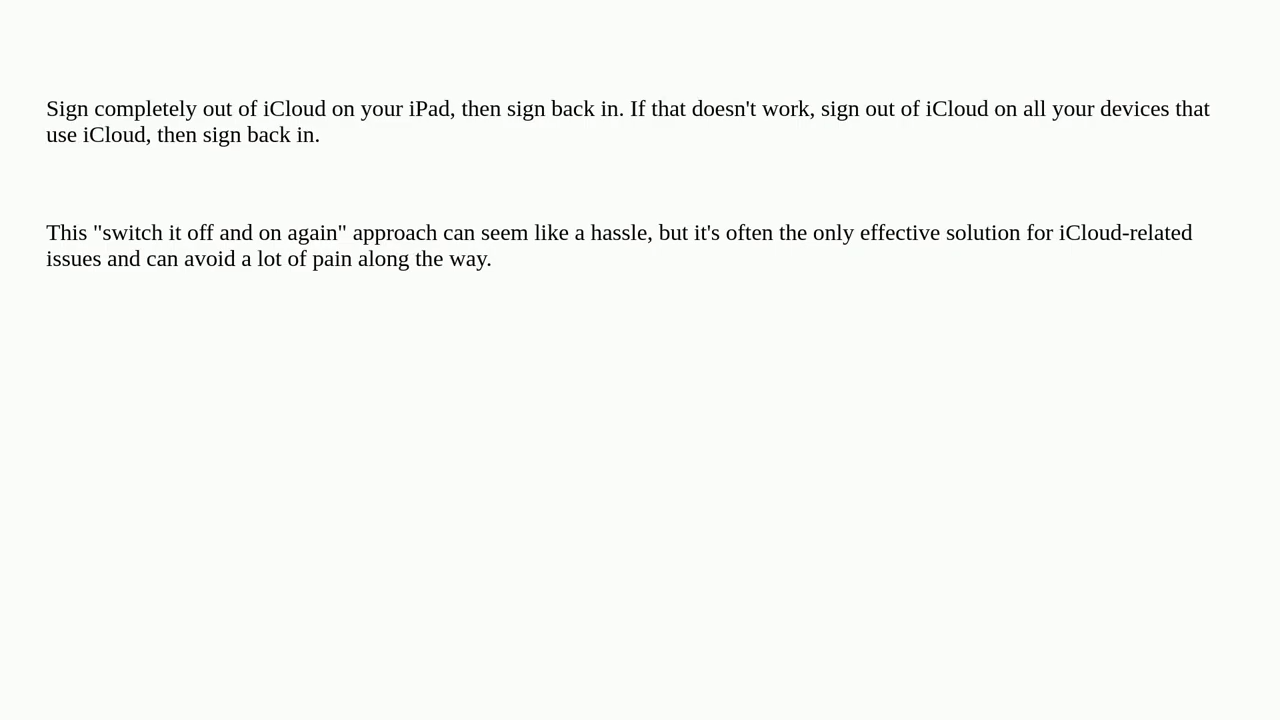 Sign completely out of iCloud on your iPad, then sign back in. If that doesn't work, sign out of iCloud on all your devices that
use iCloud, then sign back in.
This "switch it off and on again" approach can seem like a hassle, but it's often the only effective solution for iCloud-related
issues and can avoid a lot of pain along the way.